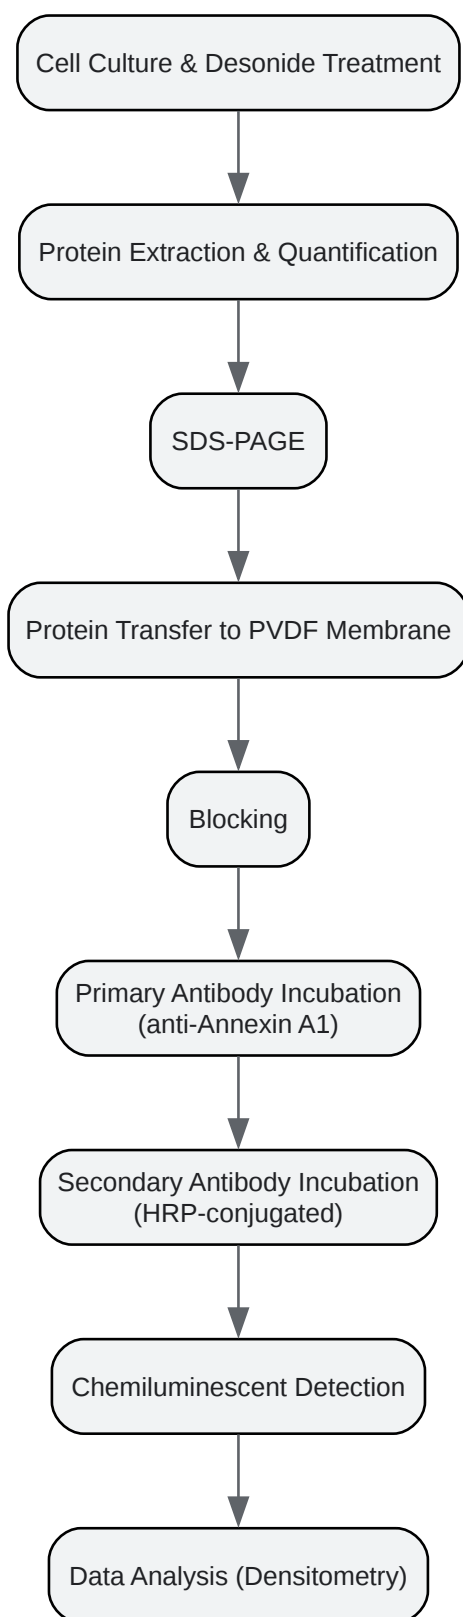 Cell Culture & Desonide Treatment
Protein Extraction & Quantification
SDS-PAGE
Protein Transfer to PVDF Membrane
Blocking
Primary Antibody Incubation
(anti-Annexin A1)
Secondary Antibody Incubation
(HRP-conjugated)
Chemiluminescent Detection
Data Analysis (Densitometry)